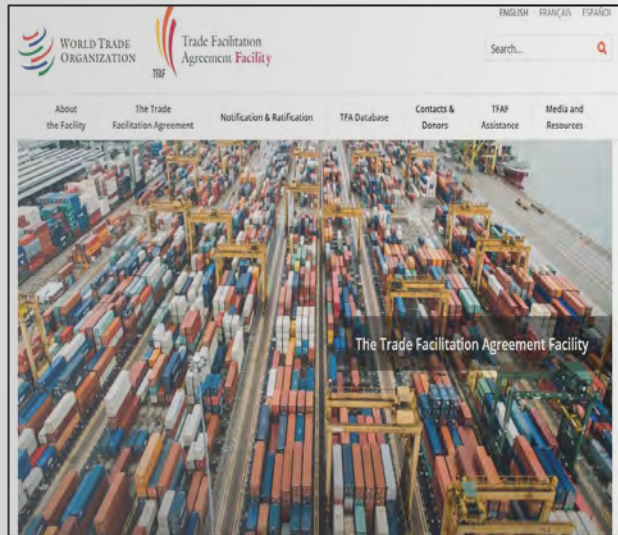 ENGLISH FRANÇAIS ESPAÑOL
WORLD TRADE
ORGANIZATION
TFAF
Trade Facilitation
Agreement Facility
Search...
About
the Facility
The Trade
Facilitation Agreement
Notification & Ratification
TFA Database
Contacts &
Donors
TFAF
Assistance
Media and
Resources
The Trade Facilitation Agreement Facility